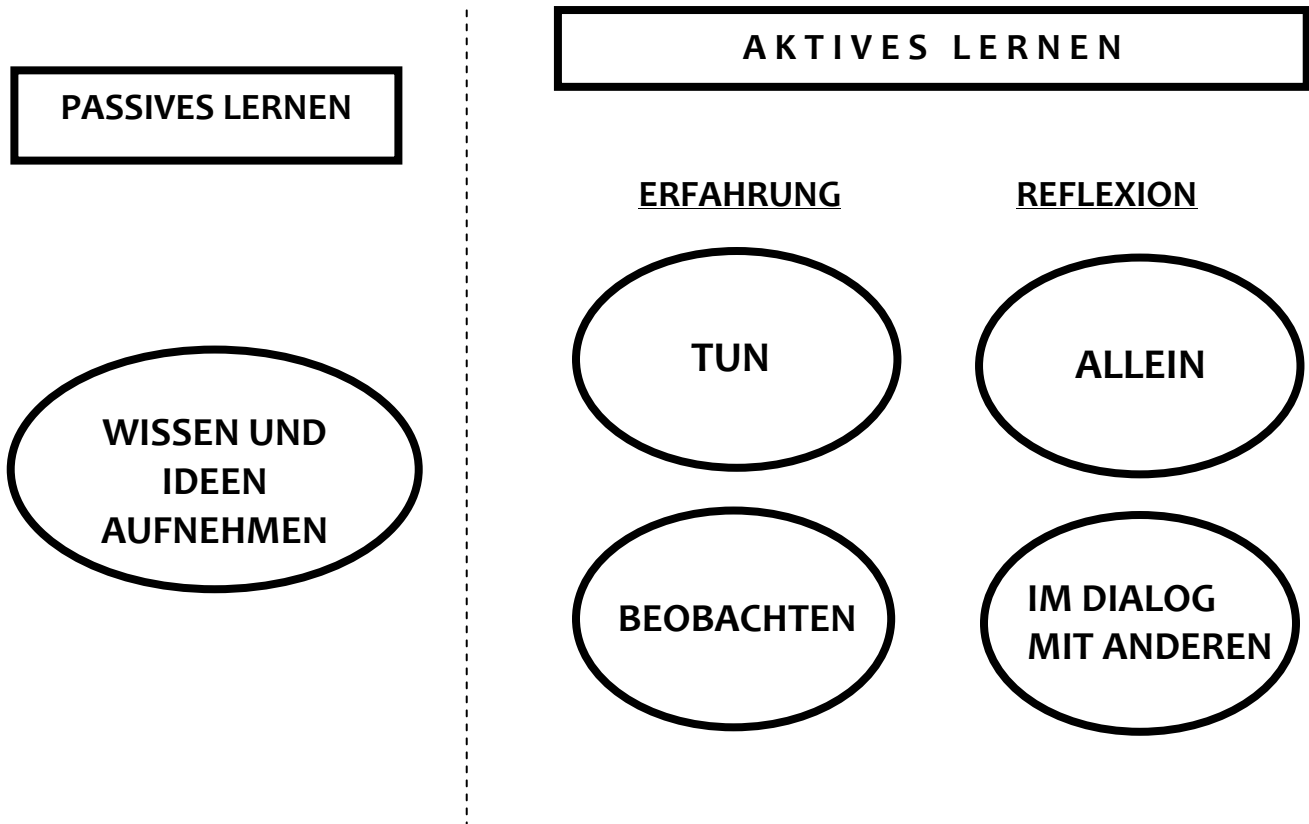 PASSIVES LERNEN
WISSEN UND
IDEEN
AUFNEHMEN
AKTIVES LERNEN
ERFAHRUNG
REFLEXION
TUN
ALLEIN
BEOBACHTEN
IM DIALOG
MIT ANDEREN